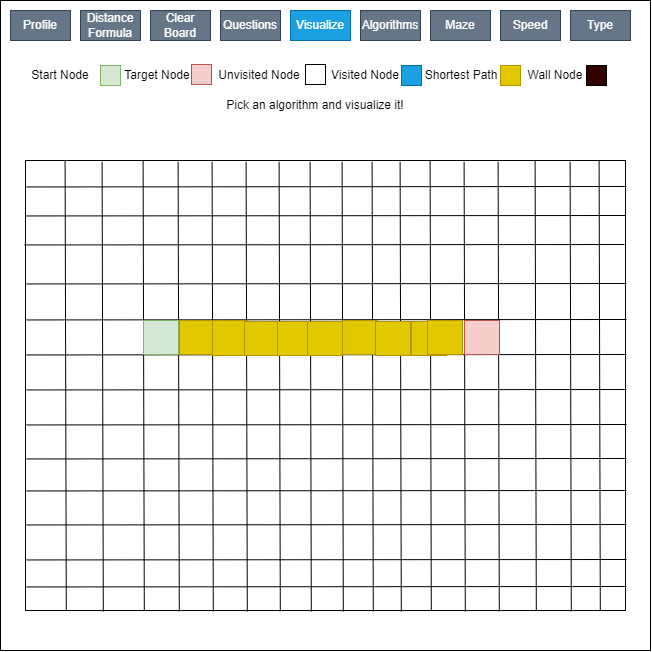 Profile
Distance
Formula
Clear
Board
Questions
Visualize
Algorithms
Maze
Speed
Type
Start Node
Target Node
Unvisited Node
Visited Node
Shortest Path
Wall Node
Pick an algorithm and visualize it!